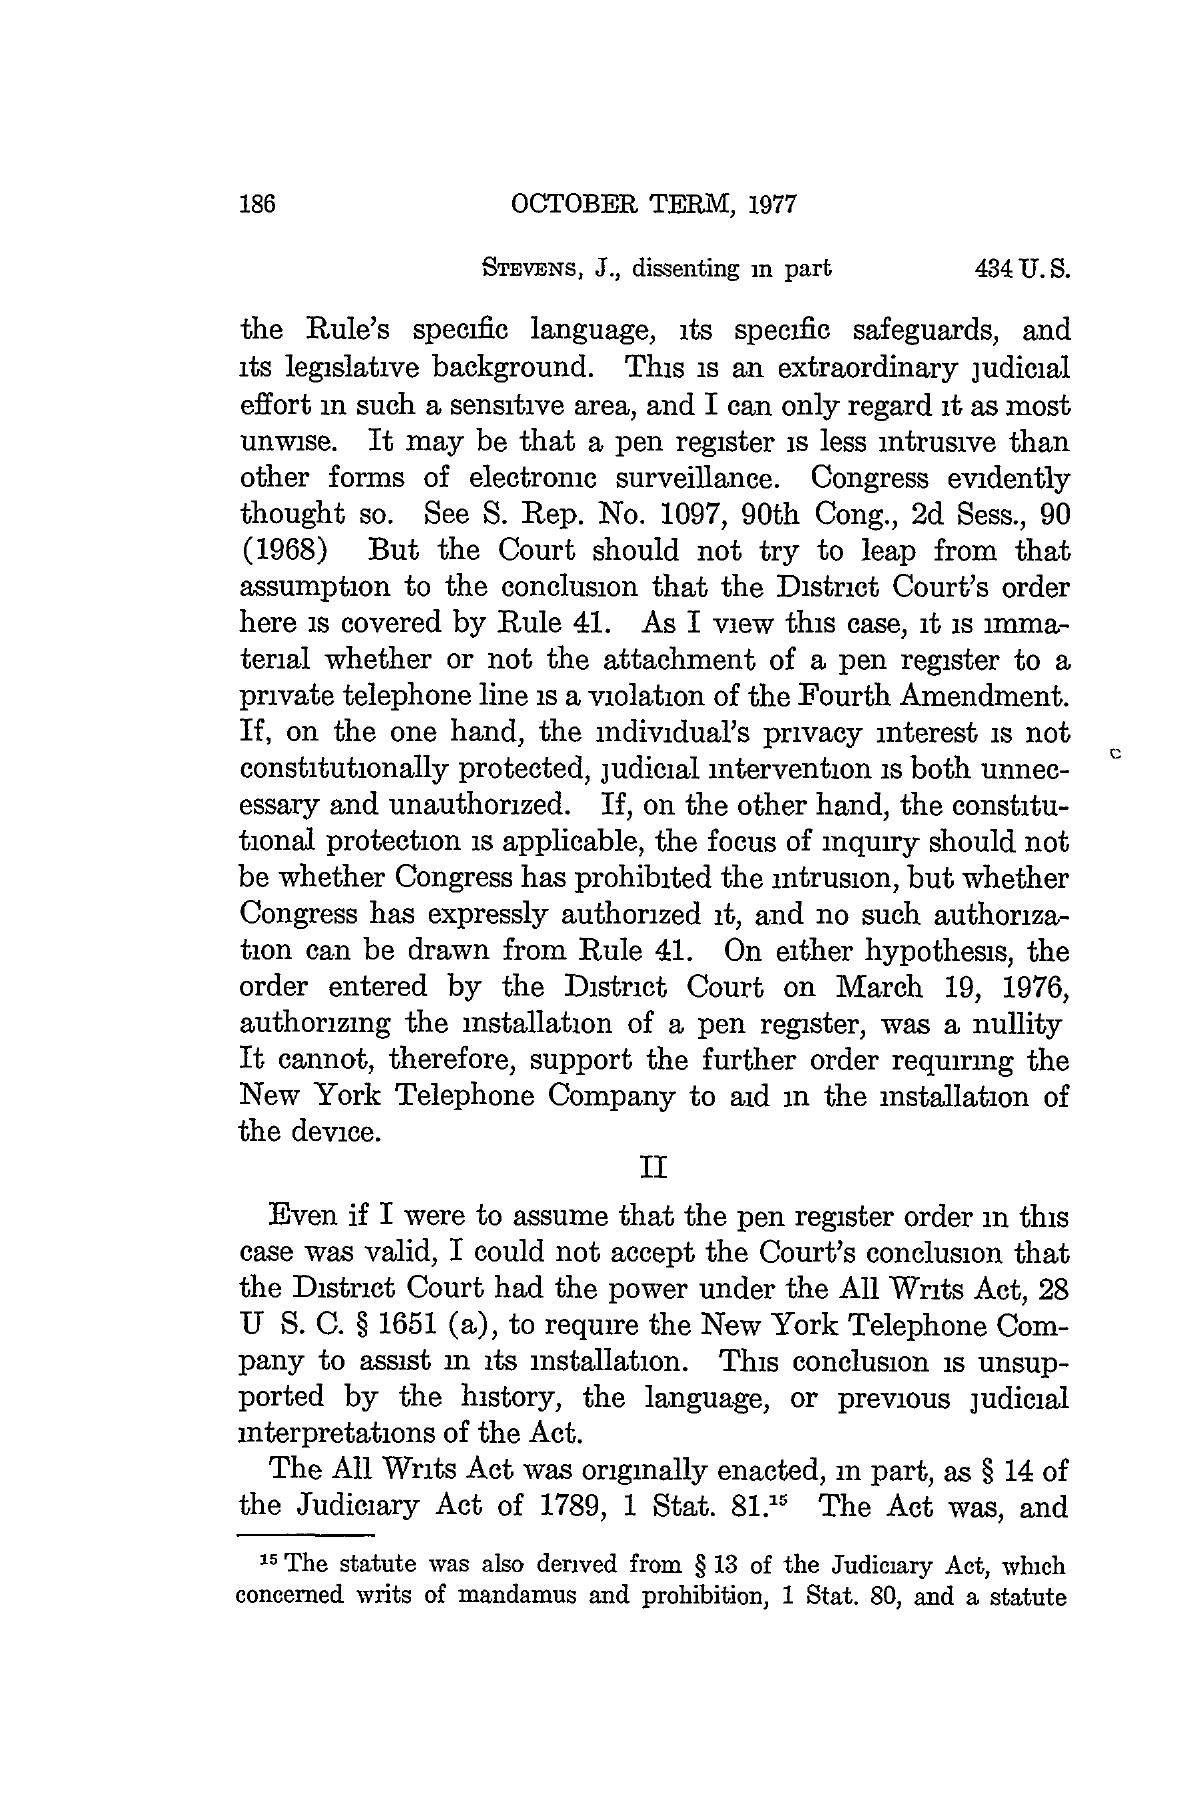 186 OCTOBER TERM, 1977
STEVENS, J., dissenting in part 434 U. S.
the Rule's specific language, its specific safeguards, and
its legislative background. This is an extraordinary judicial
effort in such a sensitive area, and I can only regard it as most
unwise. It may be that a pen register is less intrusive than
other forms of electronic surveillance. Congress evidently
thought so. See S. Rep. No. 1097, 90th Cong., 2d Sess., 90
(1968) But the Court should not try to leap from that
assumption to the conclusion that the District Court's order
here is covered by Rule 41. As I view this case, it is imma-
terial whether or not the attachment of a pen register to a
private telephone line is a violation of the Fourth Amendment.
If, on the one hand, the individual's privacy interest is not
constitutionally protected, judicial intervention is both unnec-
essary and unauthorized. If, on the other hand, the constitu-
tional protection is applicable, the focus of inquiry should not
be whether Congress has prohibited the intrusion, but whether
Congress has expressly authorized it, and no such authoriza-
tion can be drawn from Rule 41. On either hypothesis, the
order entered by the District Court on March 19, 1976,
authorizing the installation of a pen register, was a nullity
It cannot, therefore, support the further order requiring the
New York Telephone Company to aid in the installation of
the device.
II
Even if I were to assume that the pen register order in this
case was valid, I could not accept the Court's conclusion that
the District Court had the power under the All Writs Act, 28
U S. C. § 1651 (a), to require the New York Telephone Com-
pany to assist in its installation. This conclusion is unsup-
ported by the history, the language, or previous judicial
interpretations of the Act.
The All Writs Act was originally enacted, in part, as § 14 of
the Judiciary Act of 1789, 1 Stat. 81.15 The Act was, and
15 The statute was also derived from § 13 of the Judiciary Act, which
concerned writs of mandamus and prohibition, 1 Stat. 80, and a statute